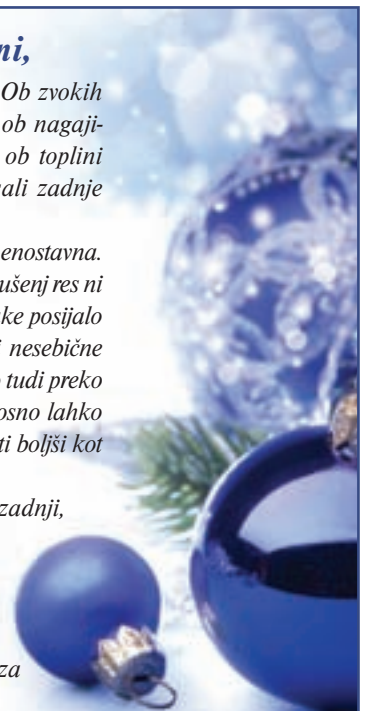 ni,
Ob zvokih
ob nagaji-
ob toplini
ali zadnje
enostavna.
ušenj res ni
ke posijalo
i nesebične
o tudi preko
osno lahko
ti boljši kot
zadnji,
za